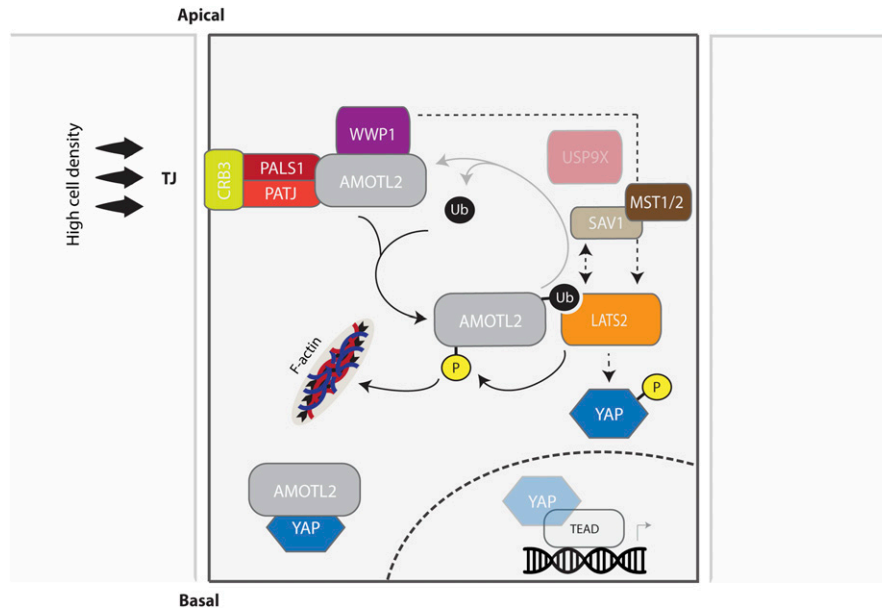 Apical
High cell density
TJ
CRB3
PALS1
PATJ
WWP1
AMOTL2
Ub
USP9X
MST1/2
SAV1
AMOTL2
Ub
LATS2
P
F-actin
P
YAP
AMOTL2
YAP
YAP
TEAD
Basal